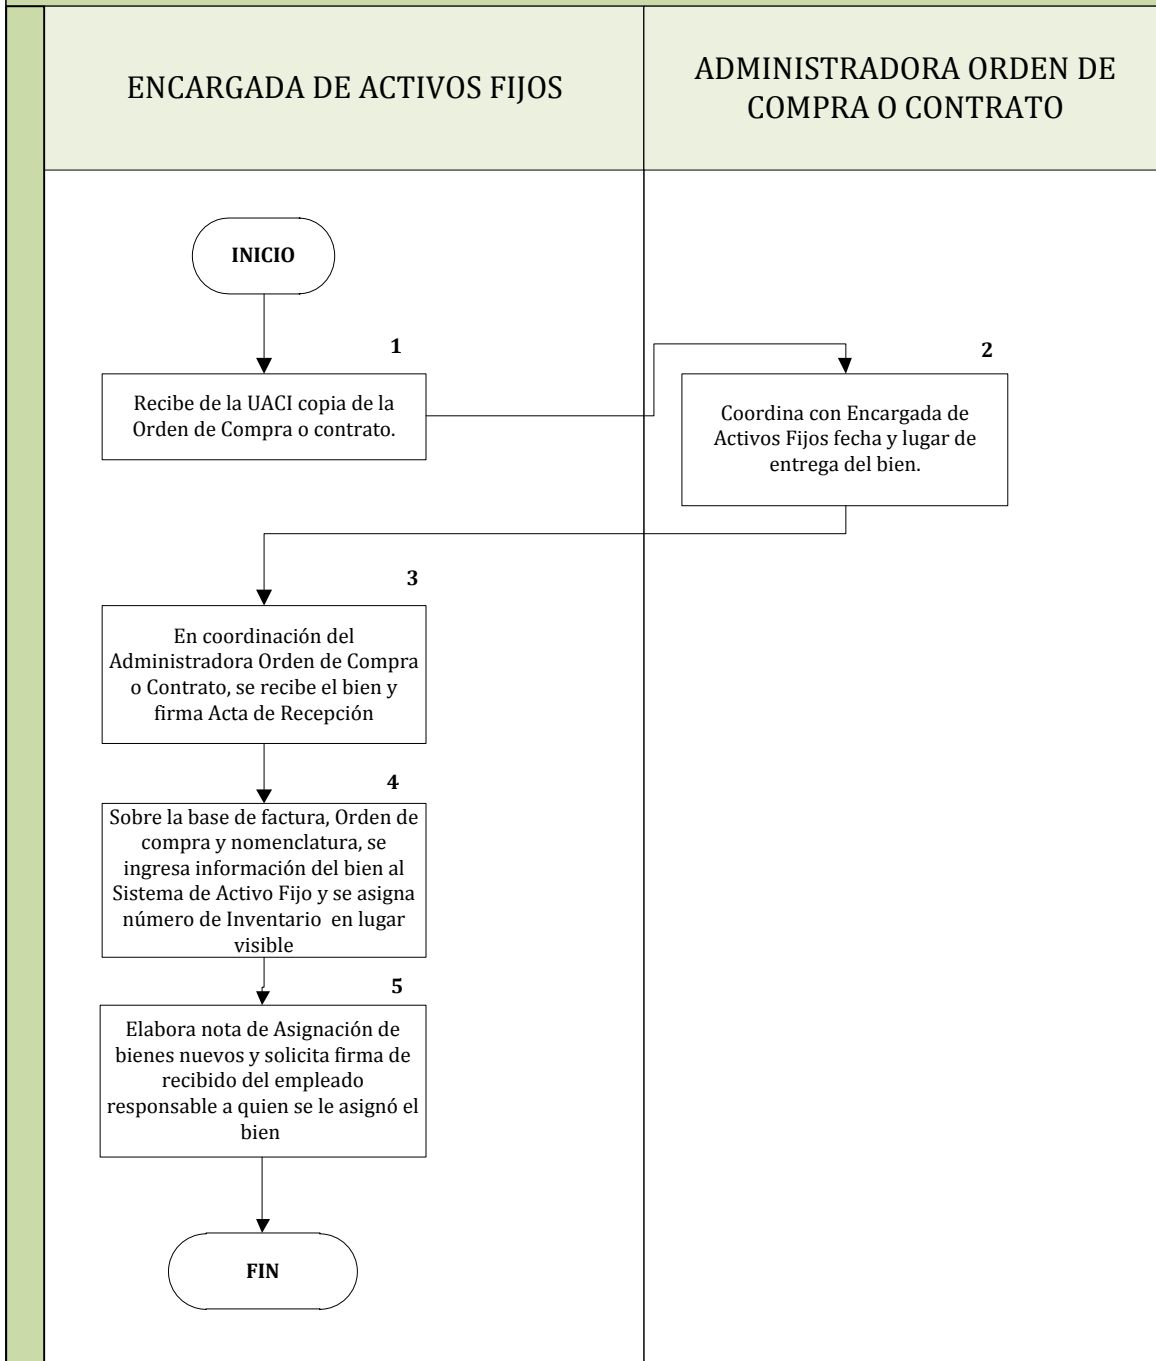 ENCARGADA DE ACTIVOS FIJOS
ADMINISTRADORA ORDEN DE
COMPRA O CONTRATO
INICIO
1
Recibe de la UACI copia de la
Orden de Compra o contrato.
2
Coordina con Encargada de
Activos Fijos fecha y lugar de
entrega del bien.
3
En coordinación del
Administradora Orden de Compra
o Contrato, se recibe el bien y
firma Acta de Recepción
4
Sobre la base de factura, Orden de
compra y nomenclatura, se
ingresa información del bien al
Sistema de Activo Fijo y se asigna
número de Inventario en lugar
visible
5
Elabora nota de Asignación de
bienes nuevos y solicita firma de
recibido del empleado
responsable a quien se le asignó el
bien
FIN